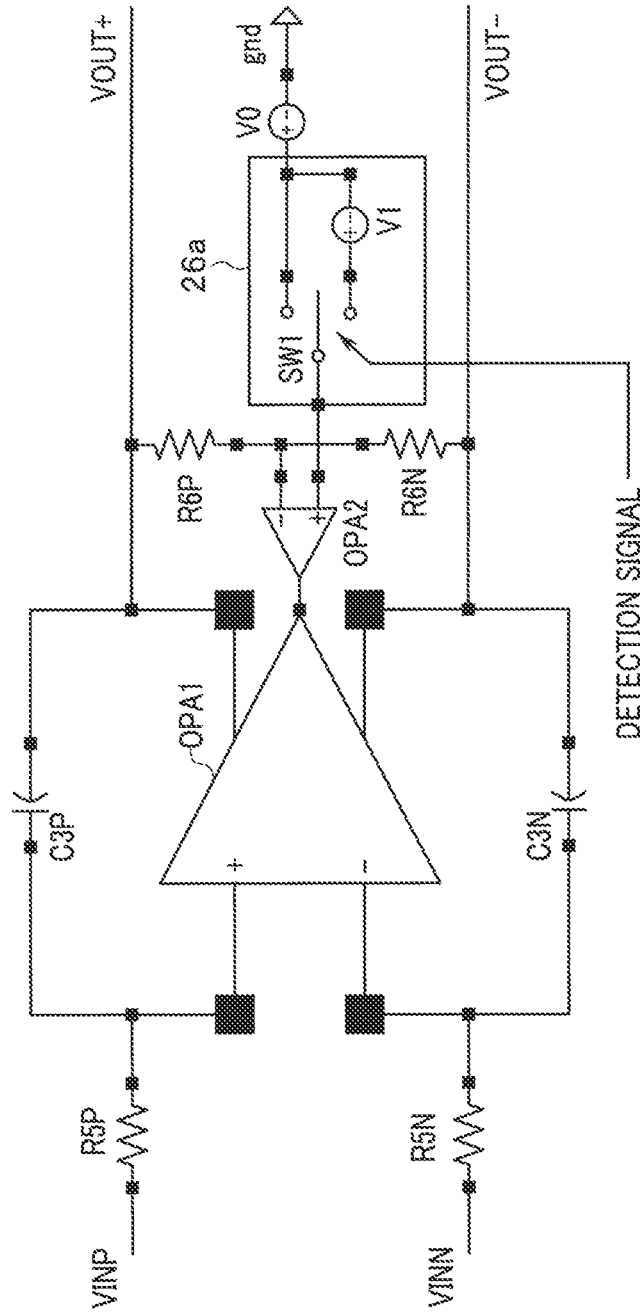 VOUT+
gnd
V0
26a
V1
SW1
VOUT-
R6P
R6N
-
+
OPA2
DETECTION SIGNAL
OPA1
C3P
C3N
+
-
R5P
R5N
VINP
VINN